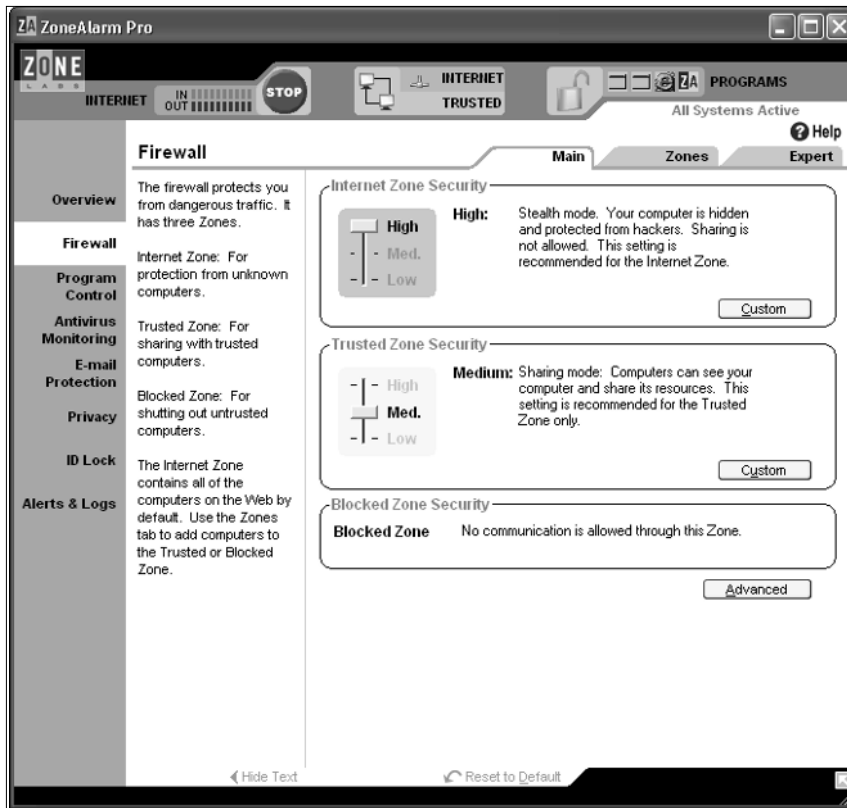 ZA ZoneAlarm Pro
ZONE
LABS
INTERNET
IN
OUT
STOP
INTERNET
TRUSTED
ZA PROGRAMS
All Systems Active
Help
Firewall
Main
Zones
Expert
Overview
Firewall
Program
Control
Antivirus
Monitoring
E-mail
Protection
Privacy
ID Lock
Alerts & Logs
The firewall protects you
from dangerous traffic. It
has three Zones.
Internet Zone: For
protection from unknown
computers.
Trusted Zone: For
sharing with trusted
computers.
Blocked Zone: For
shutting out untrusted
computers.
The Internet Zone
contains all of the
computers on the Web by
default. Use the Zones
tab to add computers to
the Trusted or Blocked
Zone.
Internet Zone Security
High
Med.
Low
High:
Stealth mode. Your computer is hidden
and protected from hackers. Sharing is
not allowed. This setting is
recommended for the Internet Zone.
Custom
Trusted Zone Security
High
Med.
Low
Medium:
Sharing mode: Computers can see your
computer and share its resources. This
setting is recommended for the Trusted
Zone only.
Custom
Blocked Zone Security
Blocked Zone
No communication is allowed through this Zone.
Advanced
Hide Text
Reset to Default